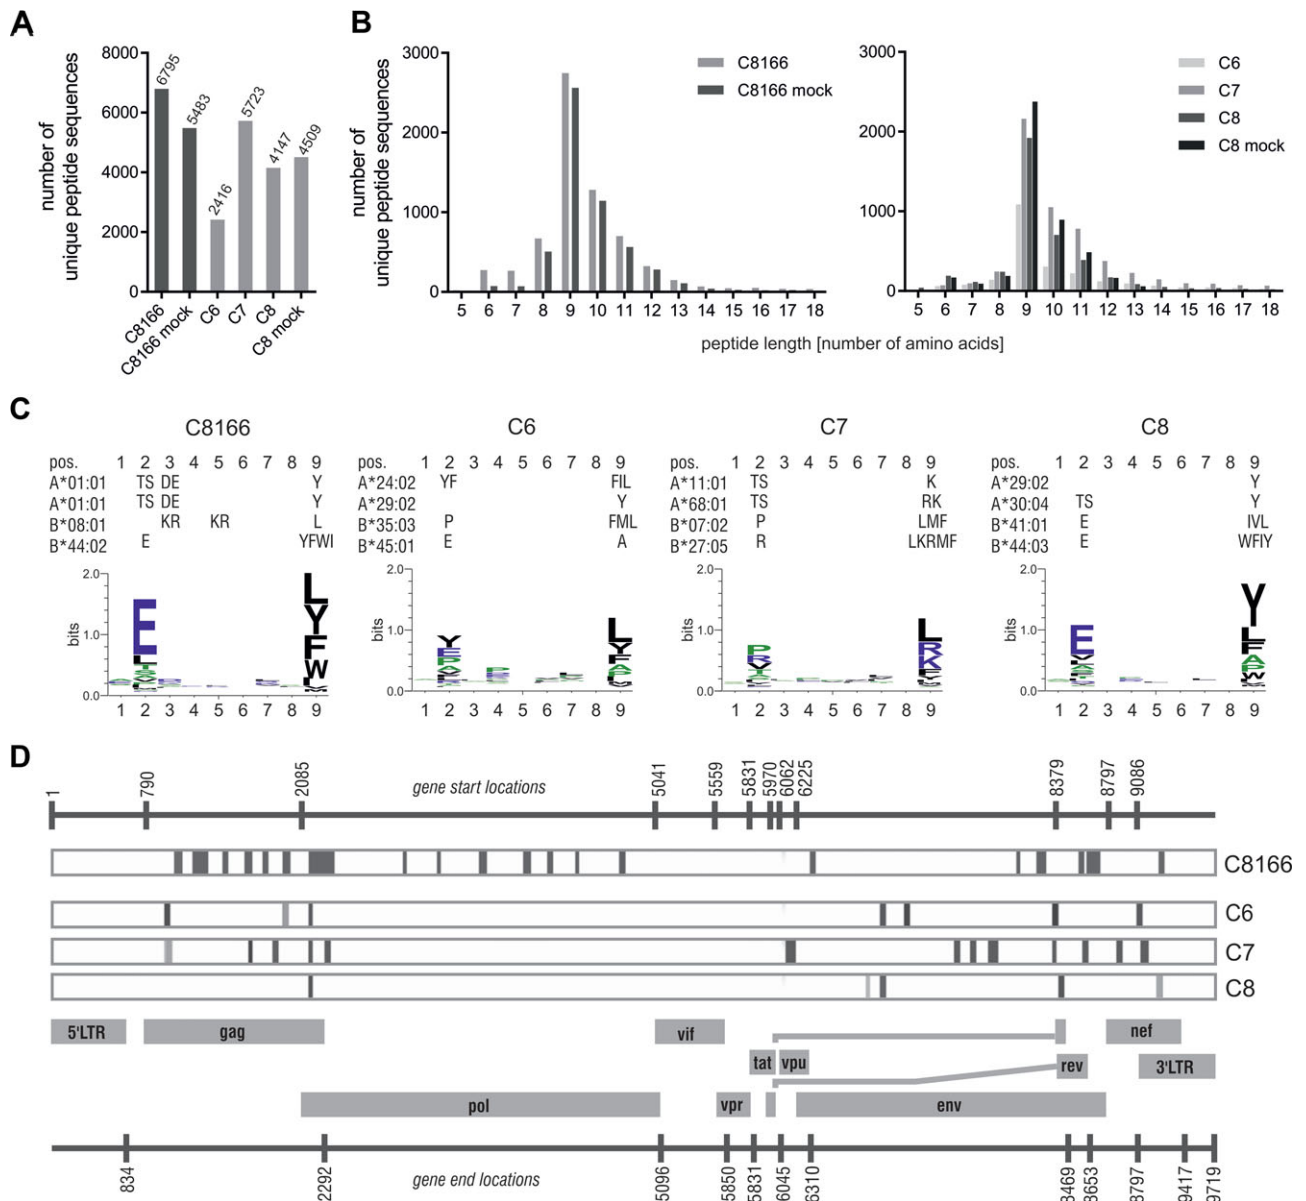 A
number of
unique peptide sequences
8000
6000
4000
2000
0
6795
5483
2416
5723
4147
4509
C8166
C8166 mock
C6
C7
C8
C8 mock
B
number of
unique peptide sequences
3000
2000
1000
0
C8166
C8166 mock
5 6 7 8 9 10 11 12 13 14 15 16 17 18
3000
2000
1000
0
C6
C7
C8
C8 mock
5 6 7 8 9 10 11 12 13 14 15 16 17 18
peptide length [number of amino acids]
C
C8166
pos. 1 2 3 4 5 6 7 8 9
A*01:01 TS DE Y
A*01:01 TS DE Y
B*08:01 KR KR L
B*44:02 E YFWI
bits
2.0
1.0
0.0
E
L
Y
F
W
1 2 3 4 5 6 7 8 9
C6
pos. 1 2 3 4 5 6 7 8 9
A*24:02 YF FIL
A*29:02 Y
B*35:03 P FML
B*45:01 E A
bits
2.0
1.0
0.0
Y
E
P
A
P
L
Y
F
A
P
1 2 3 4 5 6 7 8 9
C7
pos. 1 2 3 4 5 6 7 8 9
A*11:01 TS K
A*68:01 TS RK
B*07:02 P LMF
B*27:05 R LKRMF
bits
2.0
1.0
0.0
P
R
V
L
R
K
1 2 3 4 5 6 7 8 9
C8
pos. 1 2 3 4 5 6 7 8 9
A*29:02 Y
A*30:04 TS Y
B*41:01 E IVL
B*44:03 E WFIY
bits
2.0
1.0
0.0
E
Y
L
F
A
P
W
1 2 3 4 5 6 7 8 9
D
1
790
2085
gene start locations
5041
5559
5831
5970
6062
6225
8379
8797
9086
C8166
C6
C7
C8
5'LTR
gag
vif
nef
tat
vpu
rev
3'LTR
pol
vpr
env
834
2292
gene end locations
5096
5850
5831
6045
6310
8469
8653
8797
9417
9719